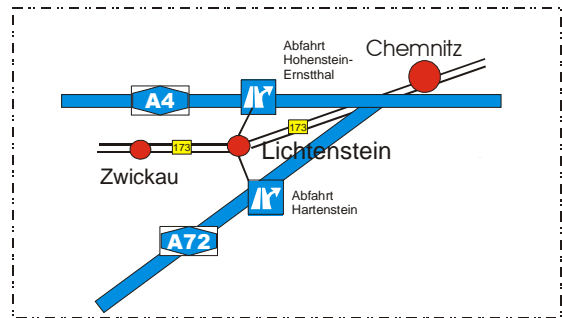 Abfahrt
Hohenstein-
Ernstthal
Chemnitz
A4
173
173
Lichtenstein
Zwickau
Abfahrt
Hartenstein
A72